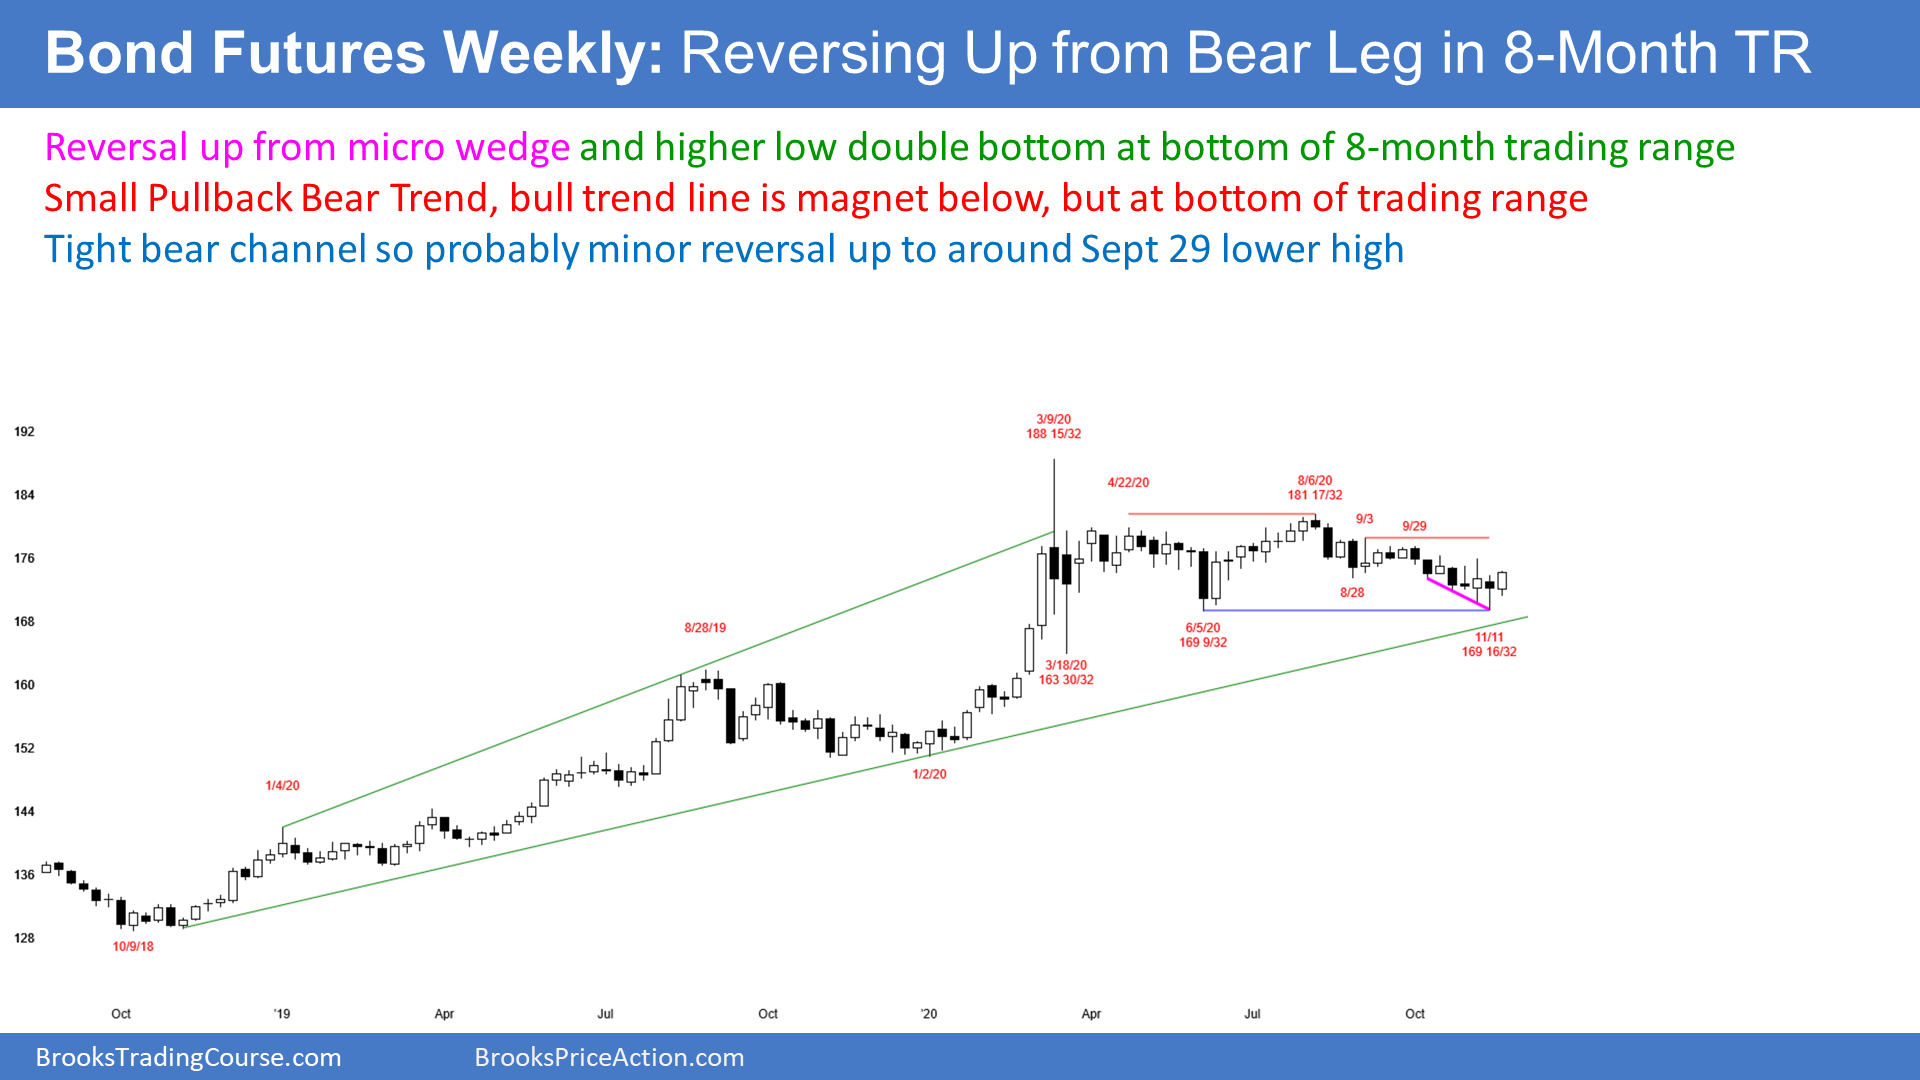 Bond Futures Weekly: Reversing Up from Bear Leg in 8-Month TR
Reversal up from micro wedge and higher low double bottom at bottom of 8-month trading range
Small Pullback Bear Trend, bull trend line is magnet below, but at bottom of trading range
Tight bear channel so probably minor reversal up to around Sept 29 lower high
3/9/20
188 15/32
192
4/22/20
8/6/20
181 17/32
184
9/3
9/29
176
8/28
168
8/28/19
6/5/20
169 9/32
11/11
169 16/32
3/18/20
163 30/32
160
152
1/2/20
1/4/20
144
136
128
10/9/18
Oct
'19
Apr
Jul
Oct
'20
Apr
Jul
Oct
BrooksTradingCourse.com
BrooksPriceAction.com